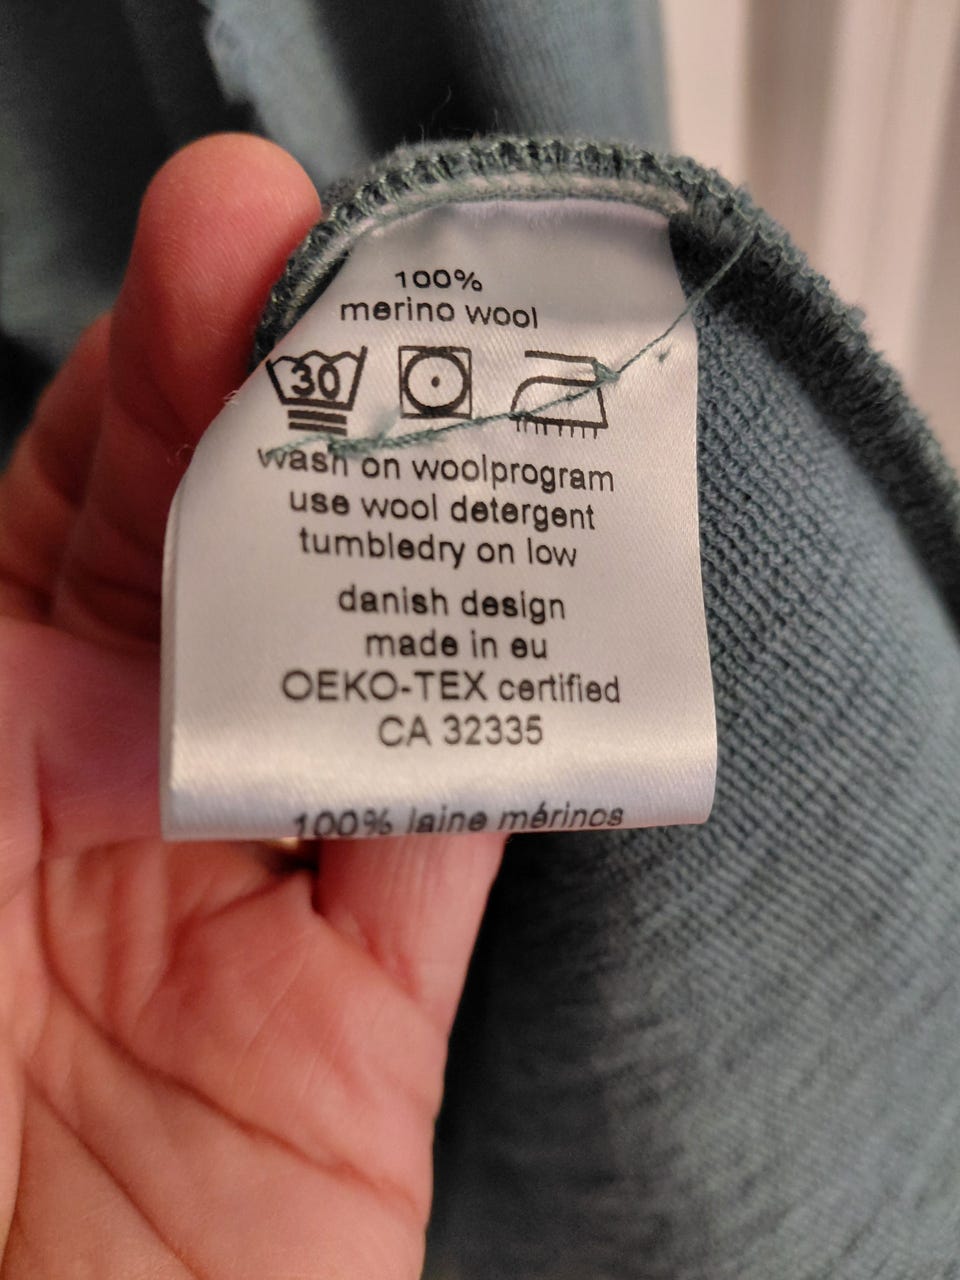 100%
merino wool
30
wash on woolprogram
use wool detergent
tumbledry on low
danish design
made in eu
OEKO-TEX certified
CA 32335
100% laine mérinos